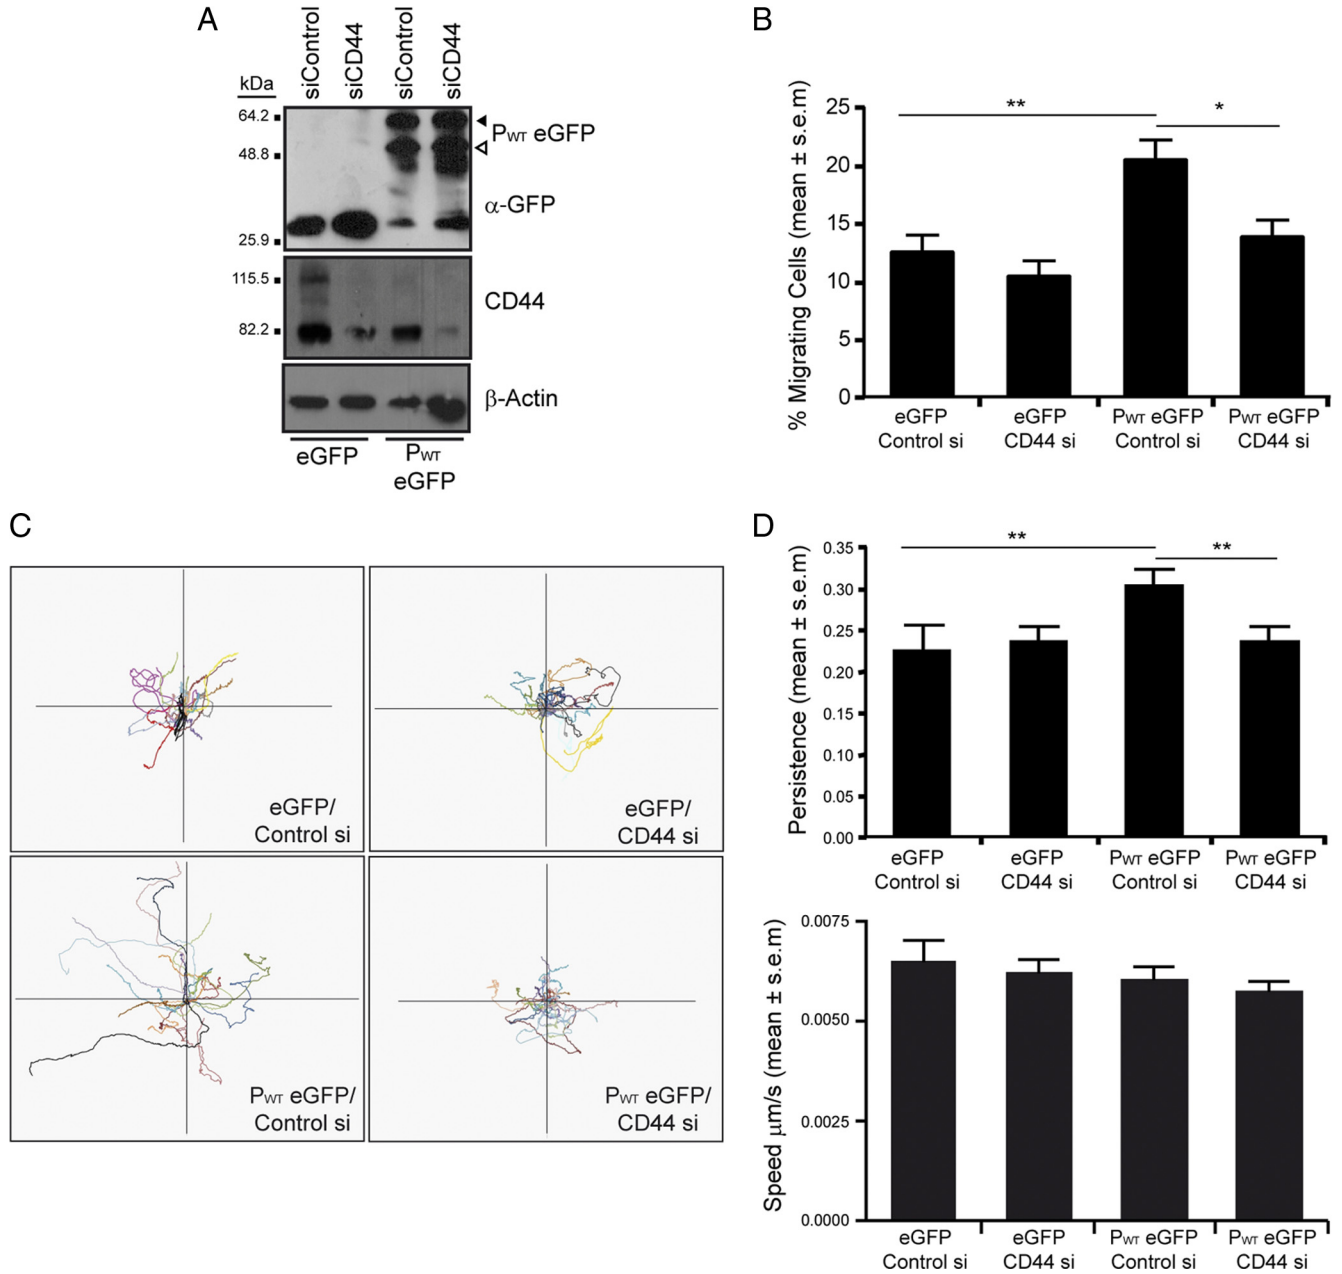 A
siControl
siCD44
siControl
siCD44
kDa
64.2
48.8
25.9
PWT eGFP
α-GFP
115.5
82.2
CD44
β-Actin
eGFP
PWT
eGFP
B
% Migrating Cells (mean ± s.e.m)
25
20
15
10
5
0
**
*
eGFP
Control si
eGFP
CD44 si
PWT eGFP
Control si
PWT eGFP
CD44 si
C
eGFP/
Control si
eGFP/
CD44 si
PWT eGFP/
Control si
PWT eGFP/
CD44 si
D
Persistence (mean ± s.e.m)
0.35
0.30
0.25
0.20
0.15
0.10
0.05
0.00
**
**
eGFP
Control si
eGFP
CD44 si
PWT eGFP
Control si
PWT eGFP
CD44 si
Speed μm/s (mean ± s.e.m)
0.0075
0.0050
0.0025
0.0000
eGFP
Control si
eGFP
CD44 si
PWT eGFP
Control si
PWT eGFP
CD44 si